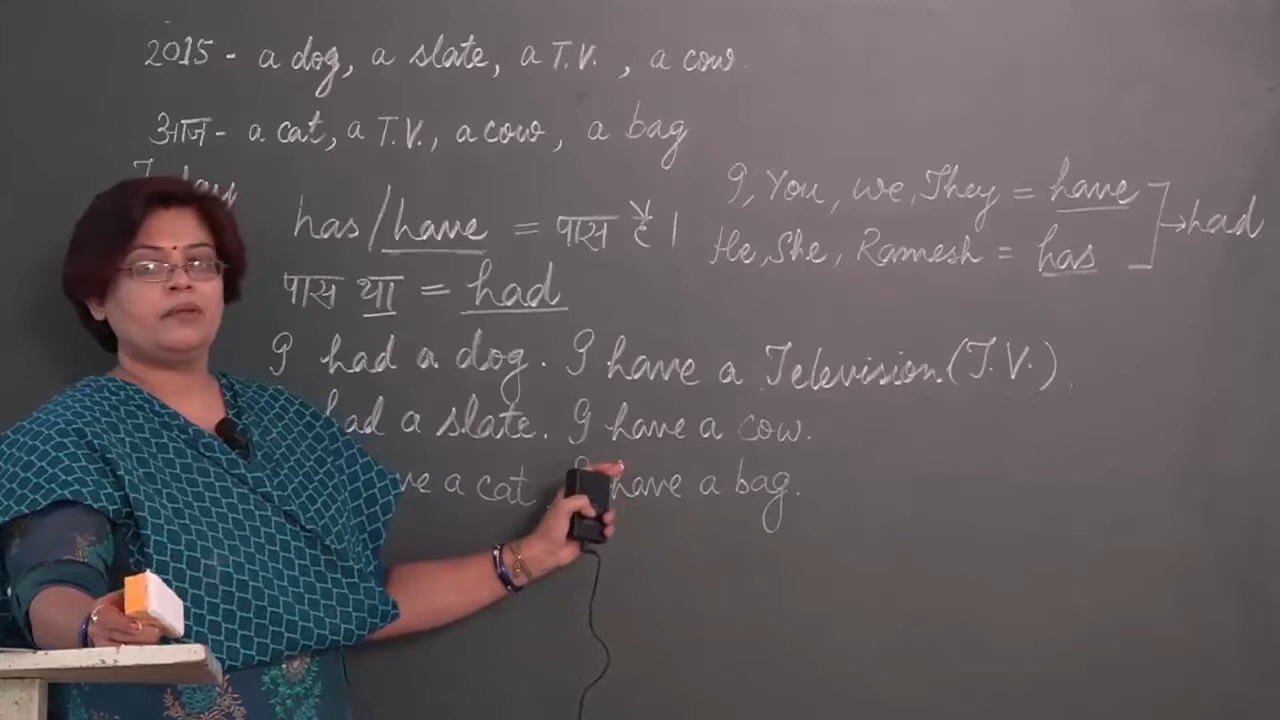 2015 - a dog, a slate, a T.V., a cow.
आज - a cat, a T.V., a cow, a bag
I, You, we, They = have
has/have = पास है।
He, She, Ramesh = has
→ had
पास था = had
I had a dog. I have a Television (T.V.).
had a slate. I have a cow.
a cat I have a bag.